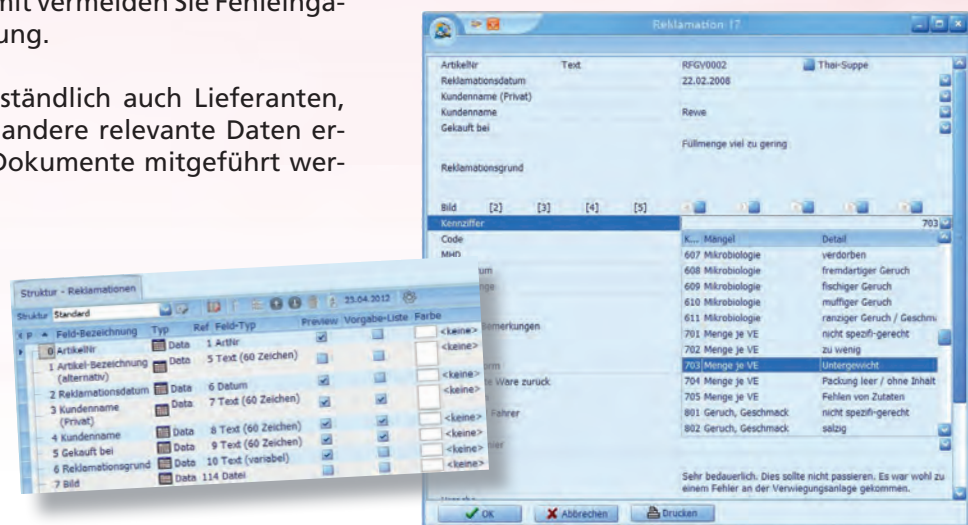 mit vermeiden Sie Fehleinga-
ung.
ständlich auch Lieferanten,
andere relevante Daten er-
Dokumente mitgeführt wer-
Reklamation 17
ArtikelNr Text RFGV0002 Thai-Suppe
Reklamationsdatum 22.02.2008
Kundenname (Privat)
Kundenname Rewe
Gekauft bei
Füllmenge viel zu gering
Reklamationsgrund
Bild [2] [3] [4] [5]
Kennziffer 703
Code K... Mangel Detail
MHD 607 Mikrobiologie verdorben
um 608 Mikrobiologie fremdartiger Geruch
nge 609 Mikrobiologie fischiger Geruch
610 Mikrobiologie muffiger Geruch
611 Mikrobiologie ranziger Geruch / Geschm
emerkungen 701 Menge je VE nicht spezifi-gerecht
702 Menge je VE zu wenig
orm 703 Menge je VE Untergewicht
e Ware zurück 704 Menge je VE Packung leer / ohne Inhalt
705 Menge je VE Fehlen von Zutaten
Fahrer 801 Geruch, Geschmack nicht spezifi-gerecht
802 Geruch, Geschmack salzig
Sehr bedauerlich. Dies sollte nicht passieren. Es war wohl zu
einem Fehler an der Verwiegungsanlage gekommen.
OK Abbrechen Drucken
Struktur - Reklamationen
Struktur Standard 23.04.2012
Feld-Bezeichnung Typ Ref Feld-Typ Preview Vorgabe-Liste Farbe
0 ArtikelNr Data 1 ArtNr <keine>
1 Artikel-Bezeichnung (alternativ) Data 5 Text (60 Zeichen) <keine>
2 Reklamationsdatum Data 6 Datum <keine>
3 Kundenname (Privat) Data 7 Text (60 Zeichen) <keine>
4 Kundenname Data 8 Text (60 Zeichen) <keine>
5 Gekauft bei Data 9 Text (60 Zeichen) <keine>
6 Reklamationsgrund Data 10 Text (variabel) <keine>
7 Bild Data 114 Datei